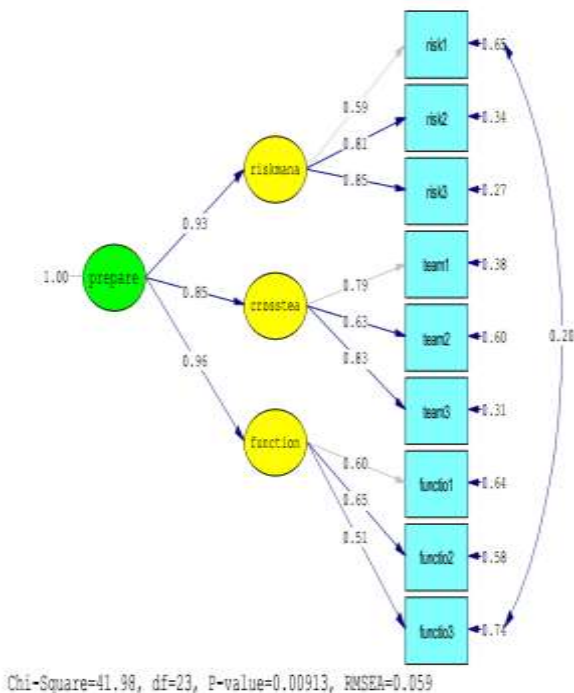 risk1
0.65
0.59
risk2
0.34
0.81
riskmana
0.85
risk3
0.27
0.93
team1
0.38
1.00
prepare
0.79
0.85
crosstea
0.63
team2
0.60
0.20
0.83
0.96
team3
0.31
function
0.60
functio1
0.64
0.65
0.51
functio2
0.58
functio3
0.74
Chi-Square=41.98, df=23, P-value=0.00913, RMSEA=0.059